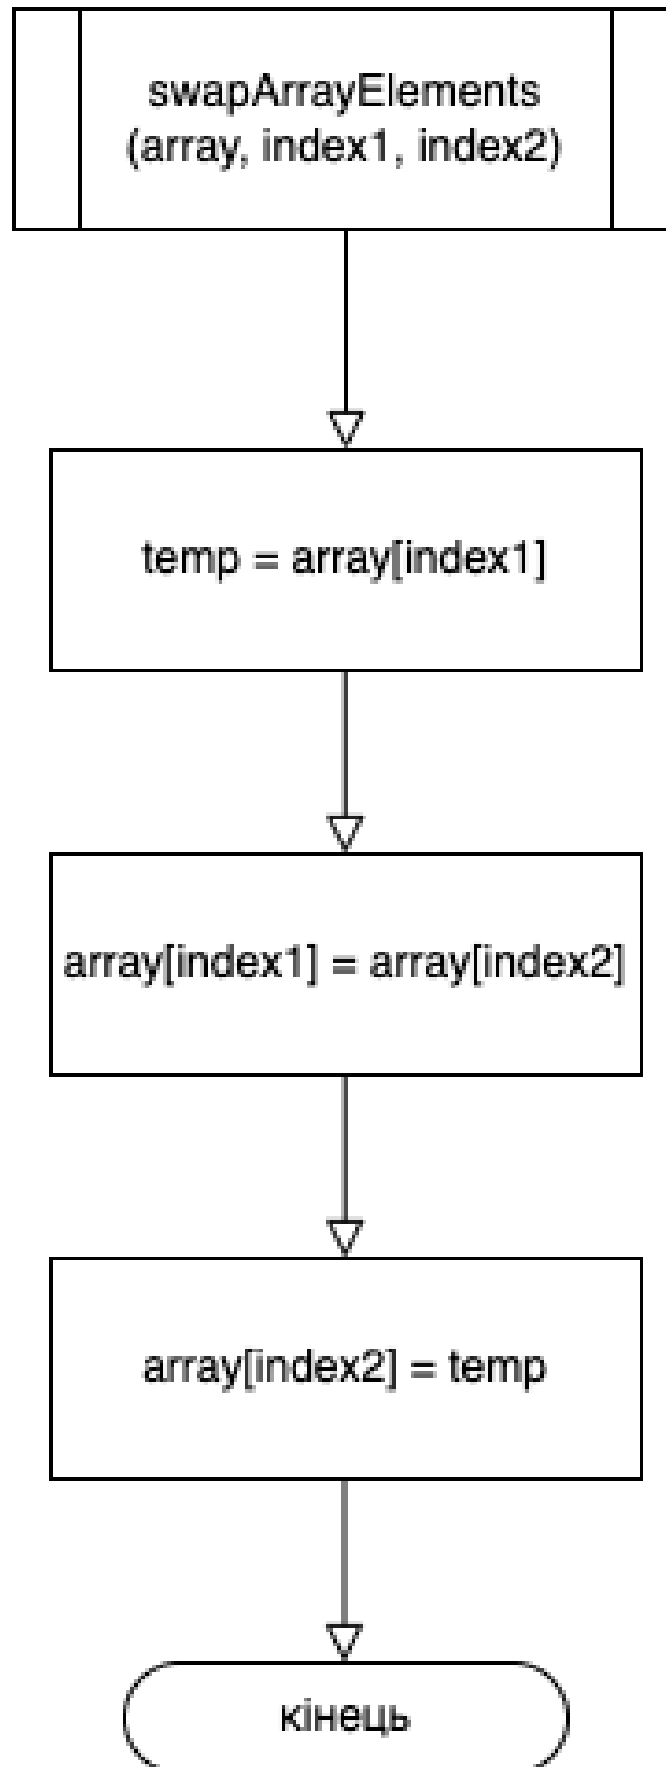 swapArrayElements
(array, index1, index2)
temp = array[index1]
array[index1] = array[index2]
array[index2] = temp
кінець